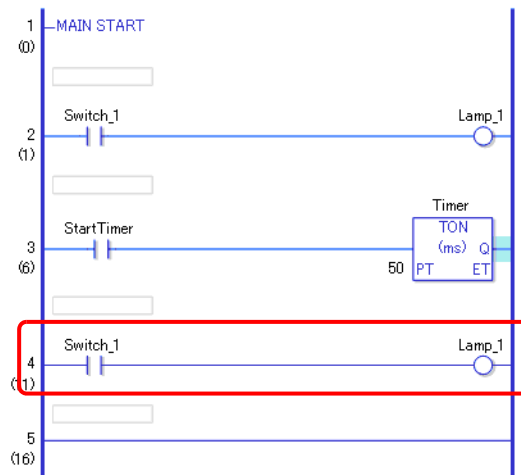 1 MAIN START
(0)
Switch_1 Lamp_1
2
(1)
Timer
StartTimer TON
3 (ms) Q
(6) 50 PT ET
Switch_1 Lamp_1
4
(11)
5
(16)